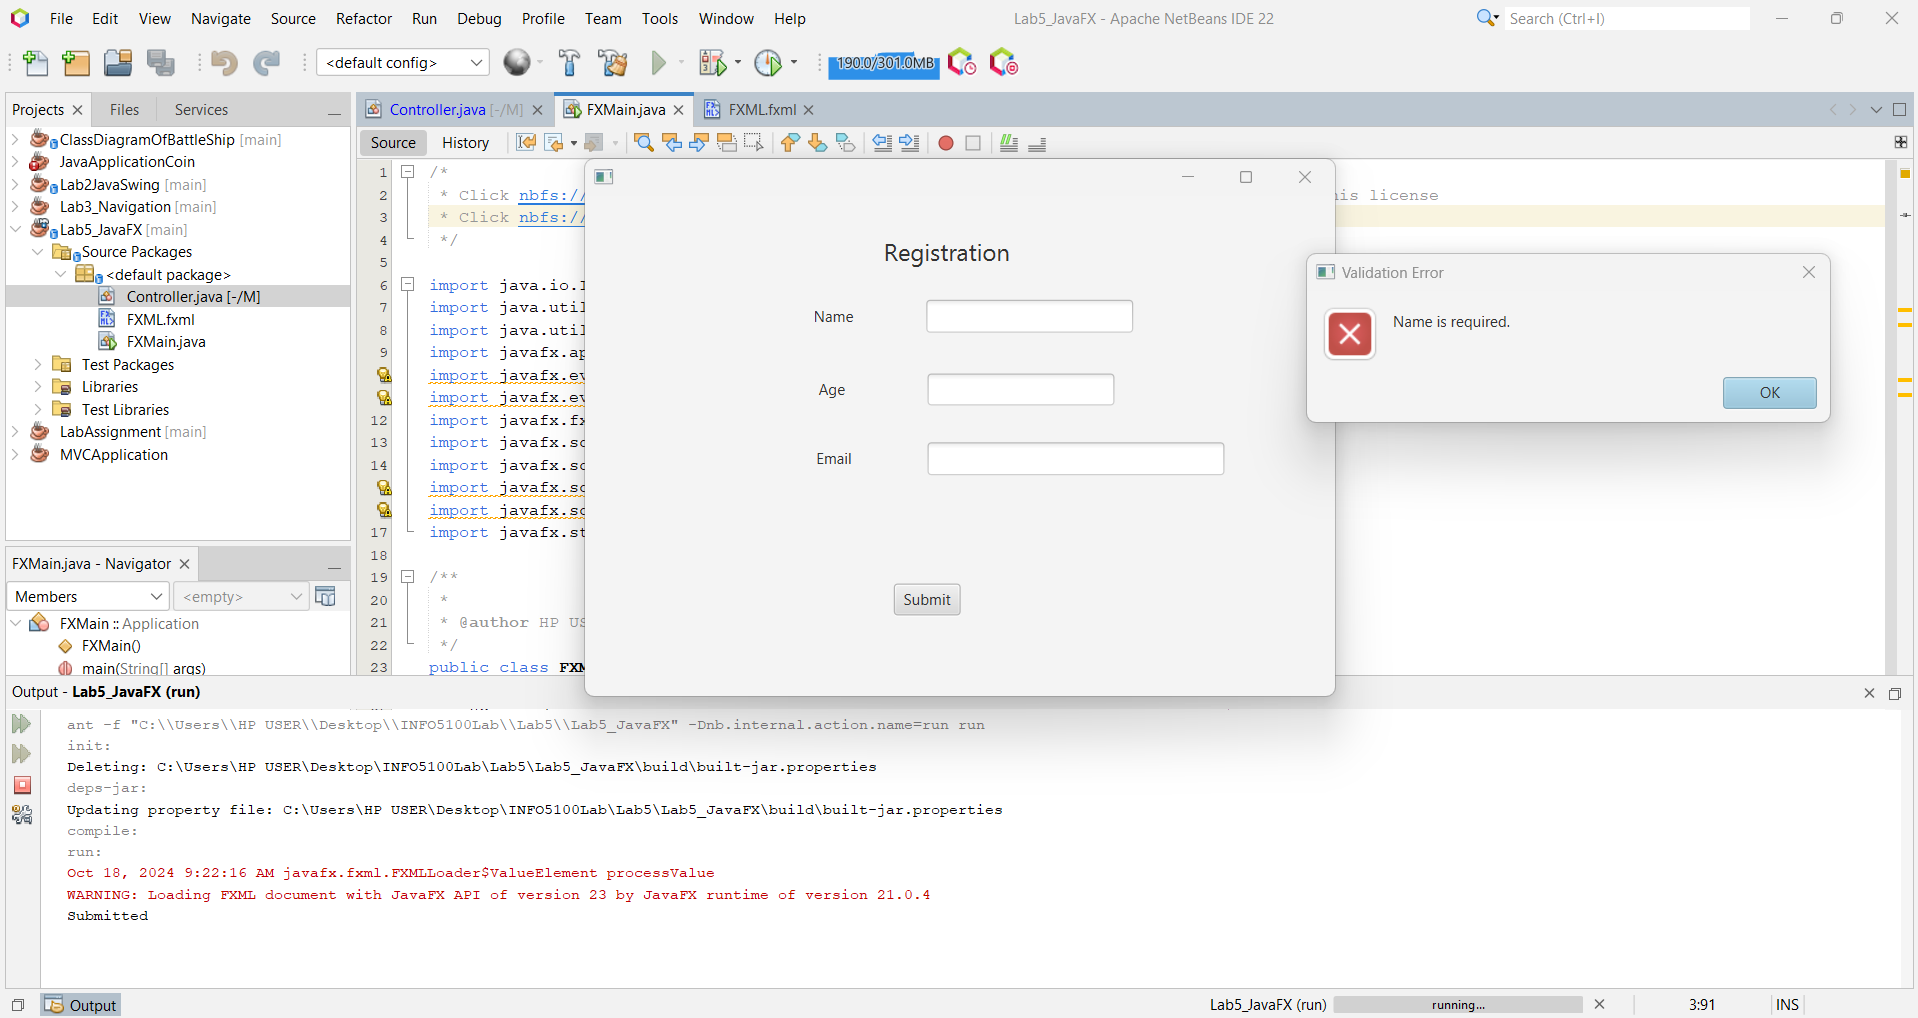 File Edit View Navigate Source Refactor Run Debug Profile Team Tools Window Help
Lab5_JavaFX - Apache NetBeans IDE 22
Search (Ctrl+I)
<default config>
190.0/301.0MB
Projects Files Services
ClassDiagramOfBattleShip [main]
JavaApplicationCoin
Lab2JavaSwing [main]
Lab3_Navigation [main]
Lab5_JavaFX [main]
Source Packages
<default package>
Controller.java [-/M]
FXML.fxml
FXMain.java
Test Packages
Libraries
Test Libraries
LabAssignment [main]
MVCApplication
FXMain.java - Navigator
Members <empty>
FXMain :: Application
FXMain()
main(String[] args)
Controller.java [-/M] FXMain.java FXML.fxml
Source History
1 /*
2 * Click nbfs:// his license
3 * Click nbfs://
4 */
5
6 import java.io.I
7 import java.util
8 import java.util
9 import javafx.ap
import javafx.ev
import javafx.ev
12 import javafx.fx
13 import javafx.sc
14 import javafx.sc
import javafx.sc
import javafx.sc
17 import javafx.st
18
19 /**
20 *
21 * @author HP US
22 */
23 public class FXM
Registration
Name
Age
Email
Submit
Validation Error
Name is required.
OK
Output - Lab5_JavaFX (run)
ant -f "C:\\Users\\HP USER\\Desktop\\INFO5100Lab\\Lab5\\Lab5_JavaFX" -Dnb.internal.action.name=run run
init:
Deleting: C:\Users\HP USER\Desktop\INFO5100Lab\Lab5\Lab5_JavaFX\build\built-jar.properties
deps-jar:
Updating property file: C:\Users\HP USER\Desktop\INFO5100Lab\Lab5\Lab5_JavaFX\build\built-jar.properties
compile:
run:
Oct 18, 2024 9:22:16 AM javafx.fxml.FXMLLoader$ValueElement processValue
WARNING: Loading FXML document with JavaFX API of version 23 by JavaFX runtime of version 21.0.4
Submitted
Output
Lab5_JavaFX (run) running... 3:91 INS